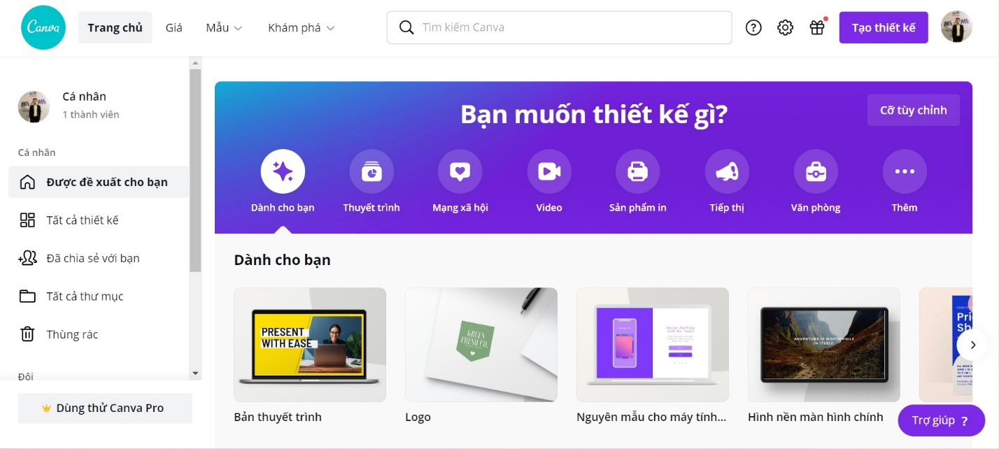 Canva
Trang chủ
Giá
Mẫu
Khám phá
Tìm kiếm Canva
Tạo thiết kế
Cá nhân
1 thành viên
Cá nhân
Được đề xuất cho bạn
Tất cả thiết kế
Đã chia sẻ với bạn
Tất cả thư mục
Thùng rác
Đội
Dùng thử Canva Pro
Bạn muốn thiết kế gì?
Cỡ tùy chỉnh
Dành cho bạn
Thuyết trình
Mạng xã hội
Video
Sản phẩm in
Tiếp thị
Văn phòng
Thêm
Dành cho bạn
PRESENT
WITH EASE
GREEN
FRESH CO.
Design Anything
with Our Tools
ADVENTURE IS WORTHWHILE
IN ITSELF
Bản thuyết trình
Logo
Nguyên mẫu cho máy tính...
Hình nền màn hình chính
Trợ giúp ?